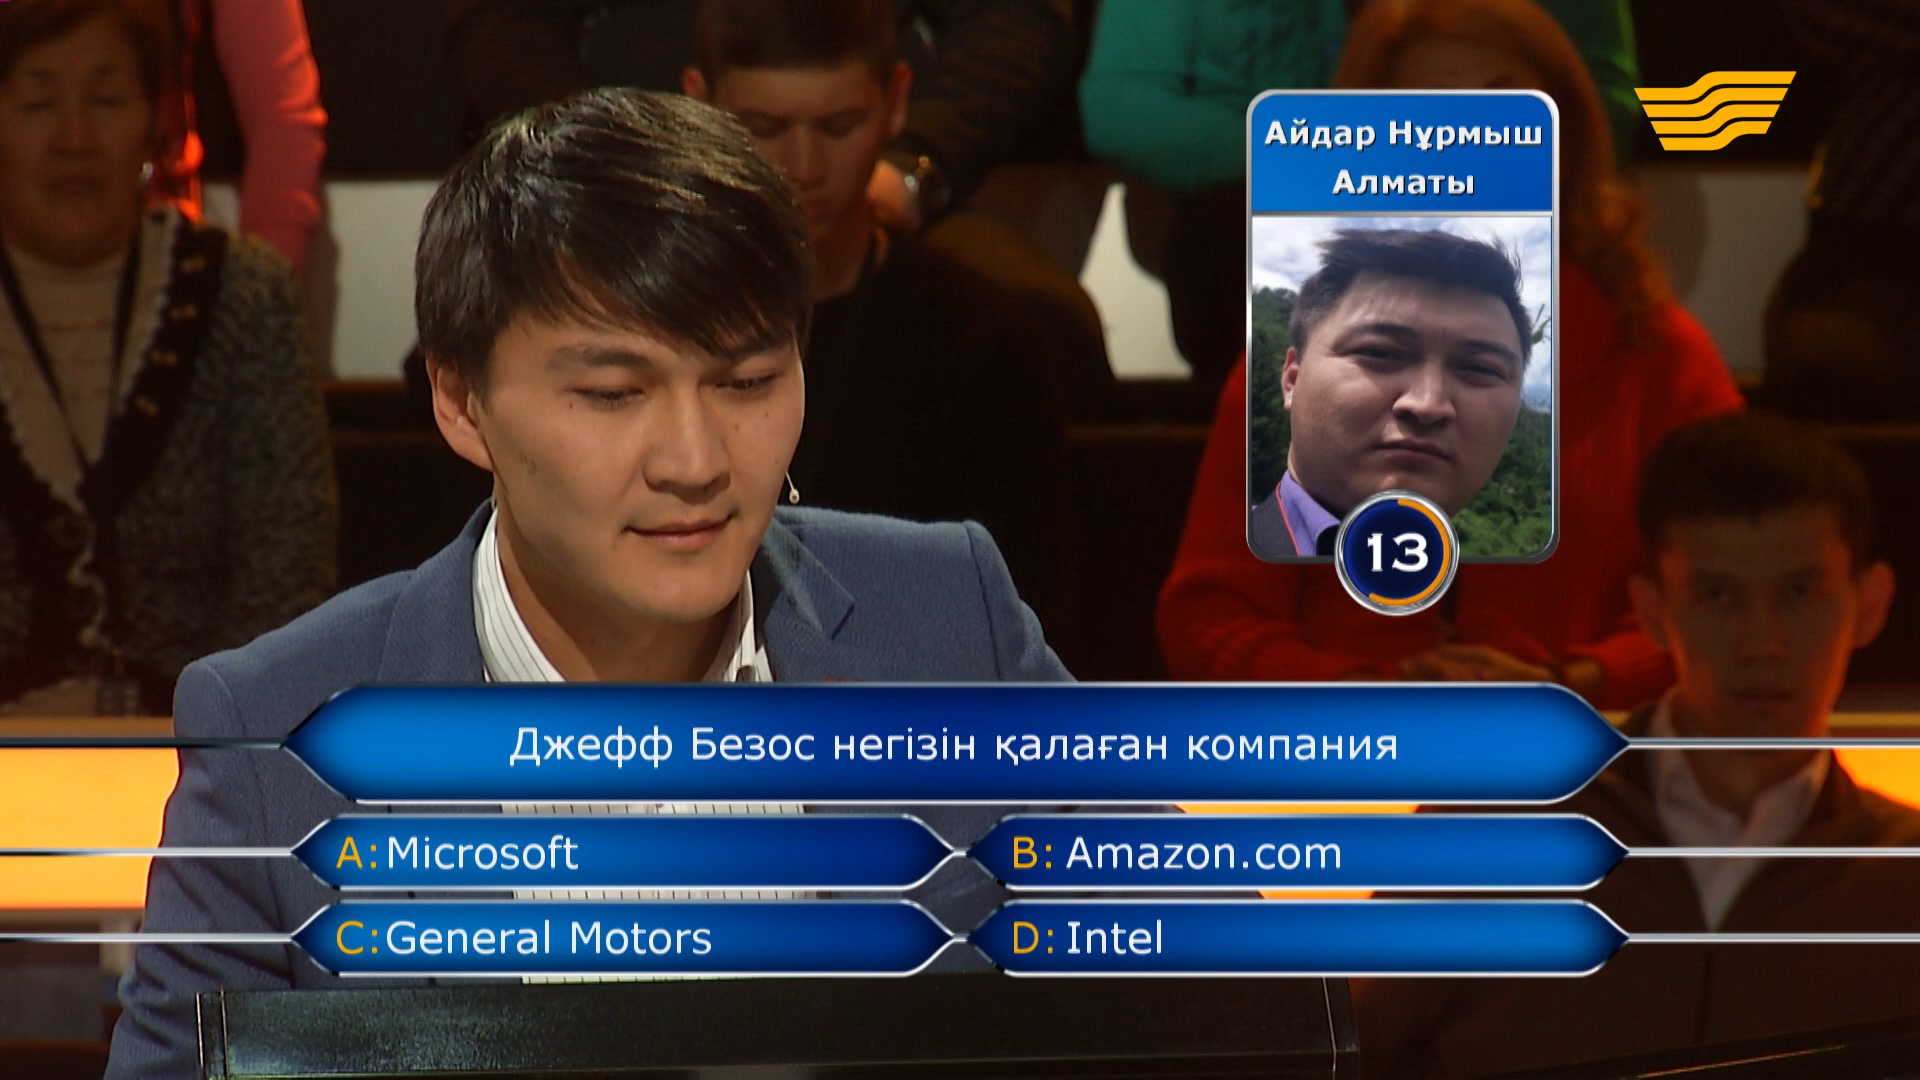 Айдар Нұрмыш
Алматы
13
Джефф Безос негізін қалаған компания
A: Microsoft
B: Amazon.com
C: General Motors
D: Intel